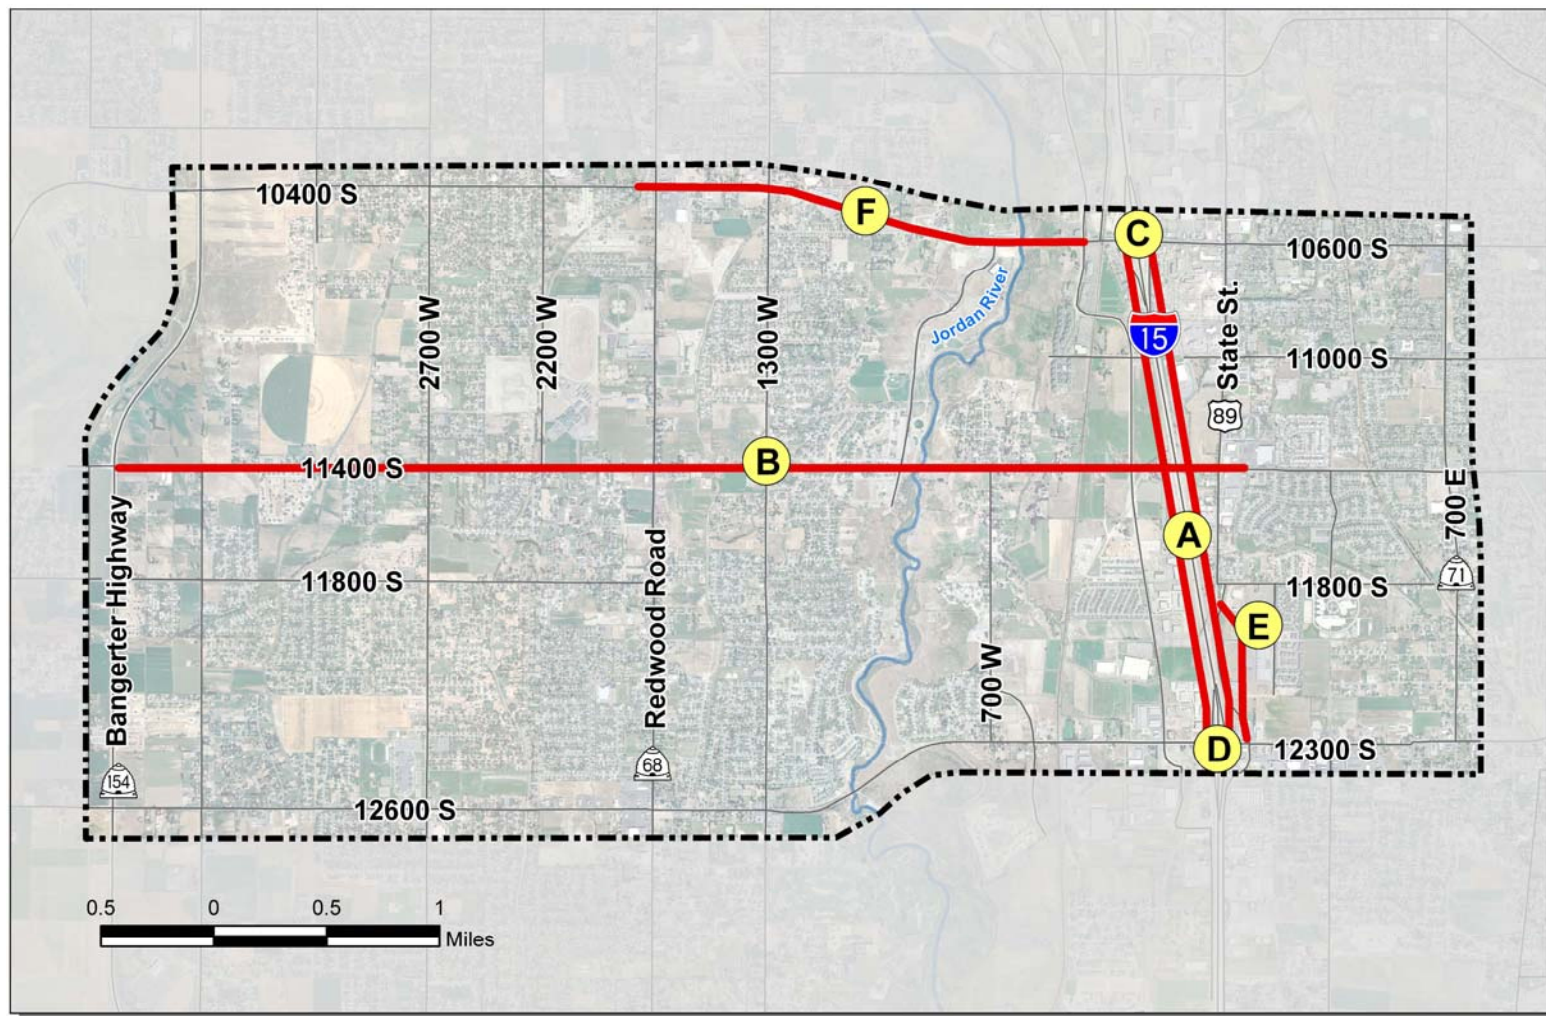 10400 S
F
C
10600 S
Jordan River
2700 W
2200 W
1300 W
15
State St.
11000 S
89
11400 S
B
700 E
A
Bangerter Highway
Redwood Road
11800 S
11800 S
71
E
700 W
D
12300 S
154
68
12600 S
0.5 0 0.5 1
Miles